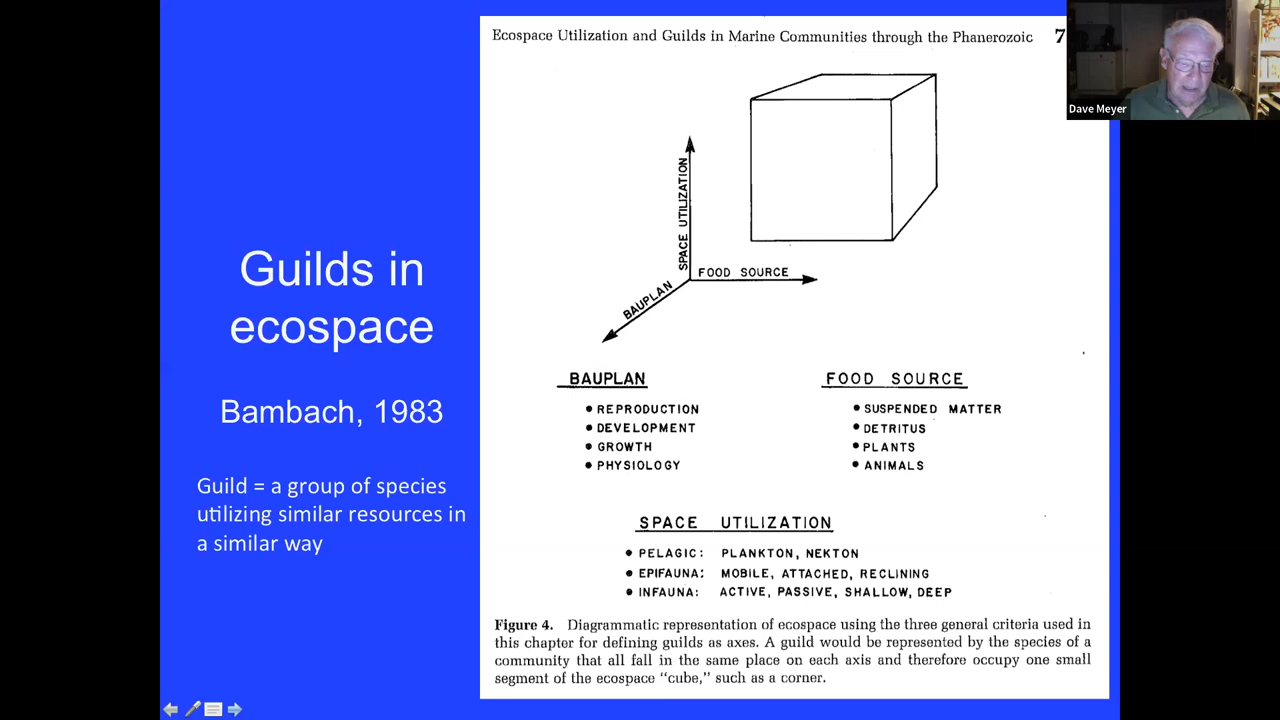 Guilds in
ecospace
Bambach, 1983
Guild = a group of species
utilizing similar resources in
a similar way
Ecospace Utilization and Guilds in Marine Communities through the Phanerozoic 7
SPACE UTILIZATION
FOOD SOURCE
BAUPLAN
BAUPLAN
• REPRODUCTION
• DEVELOPMENT
• GROWTH
• PHYSIOLOGY
FOOD SOURCE
• SUSPENDED MATTER
• DETRITUS
• PLANTS
• ANIMALS
SPACE UTILIZATION
• PELAGIC: PLANKTON, NEKTON
• EPIFAUNA: MOBILE, ATTACHED, RECLINING
• INFAUNA: ACTIVE, PASSIVE, SHALLOW, DEEP
Figure 4. Diagrammatic representation of ecospace using the three general criteria used in
this chapter for defining guilds as axes. A guild would be represented by the species of a
community that all fall in the same place on each axis and therefore occupy one small
segment of the ecospace “cube,” such as a corner.
Dave Meyer